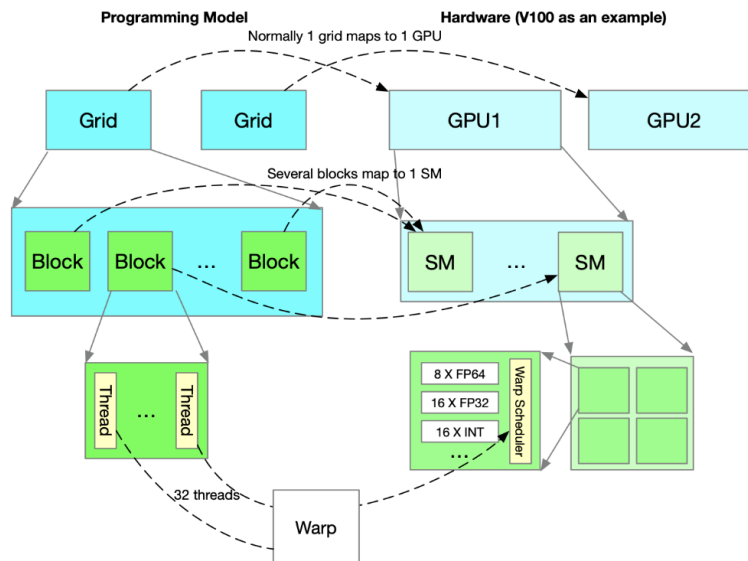 Programming Model
Hardware (V100 as an example)
Normally 1 grid maps to 1 GPU
Grid
Grid
GPU1
GPU2
Several blocks map to 1 SM
Block
Block
...
Block
SM
...
SM
Thread
...
Thread
8 X FP64
16 X FP32
16 X INT
...
Warp Scheduler
32 threads
Warp